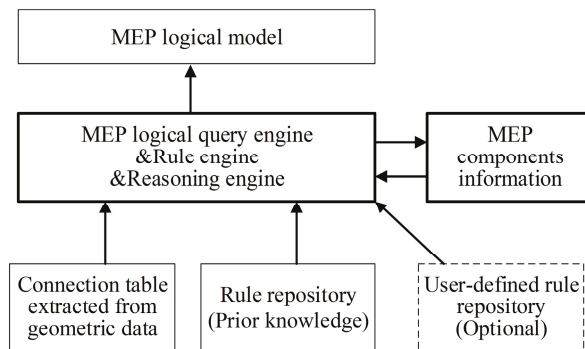 MEP logical model
MEP logical query engine
&Rule engine
&Reasoning engine
MEP
components
information
Connection table
extracted from
geometric data
Rule repository
(Prior knowledge)
User-defined rule
repository
(Optional)